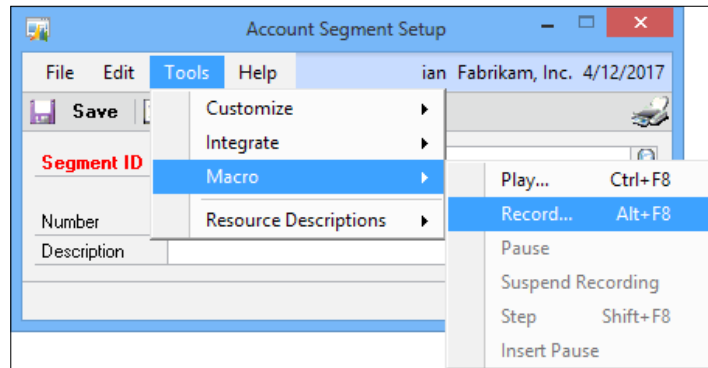 Account Segment Setup
File Edit Tools Help ian Fabrikam, Inc. 4/12/2017
Save Customize
Integrate
Segment ID Macro
Play... Ctrl+F8
Number Resource Descriptions Record... Alt+F8
Description Pause
Suspend Recording
Step Shift+F8
Insert Pause